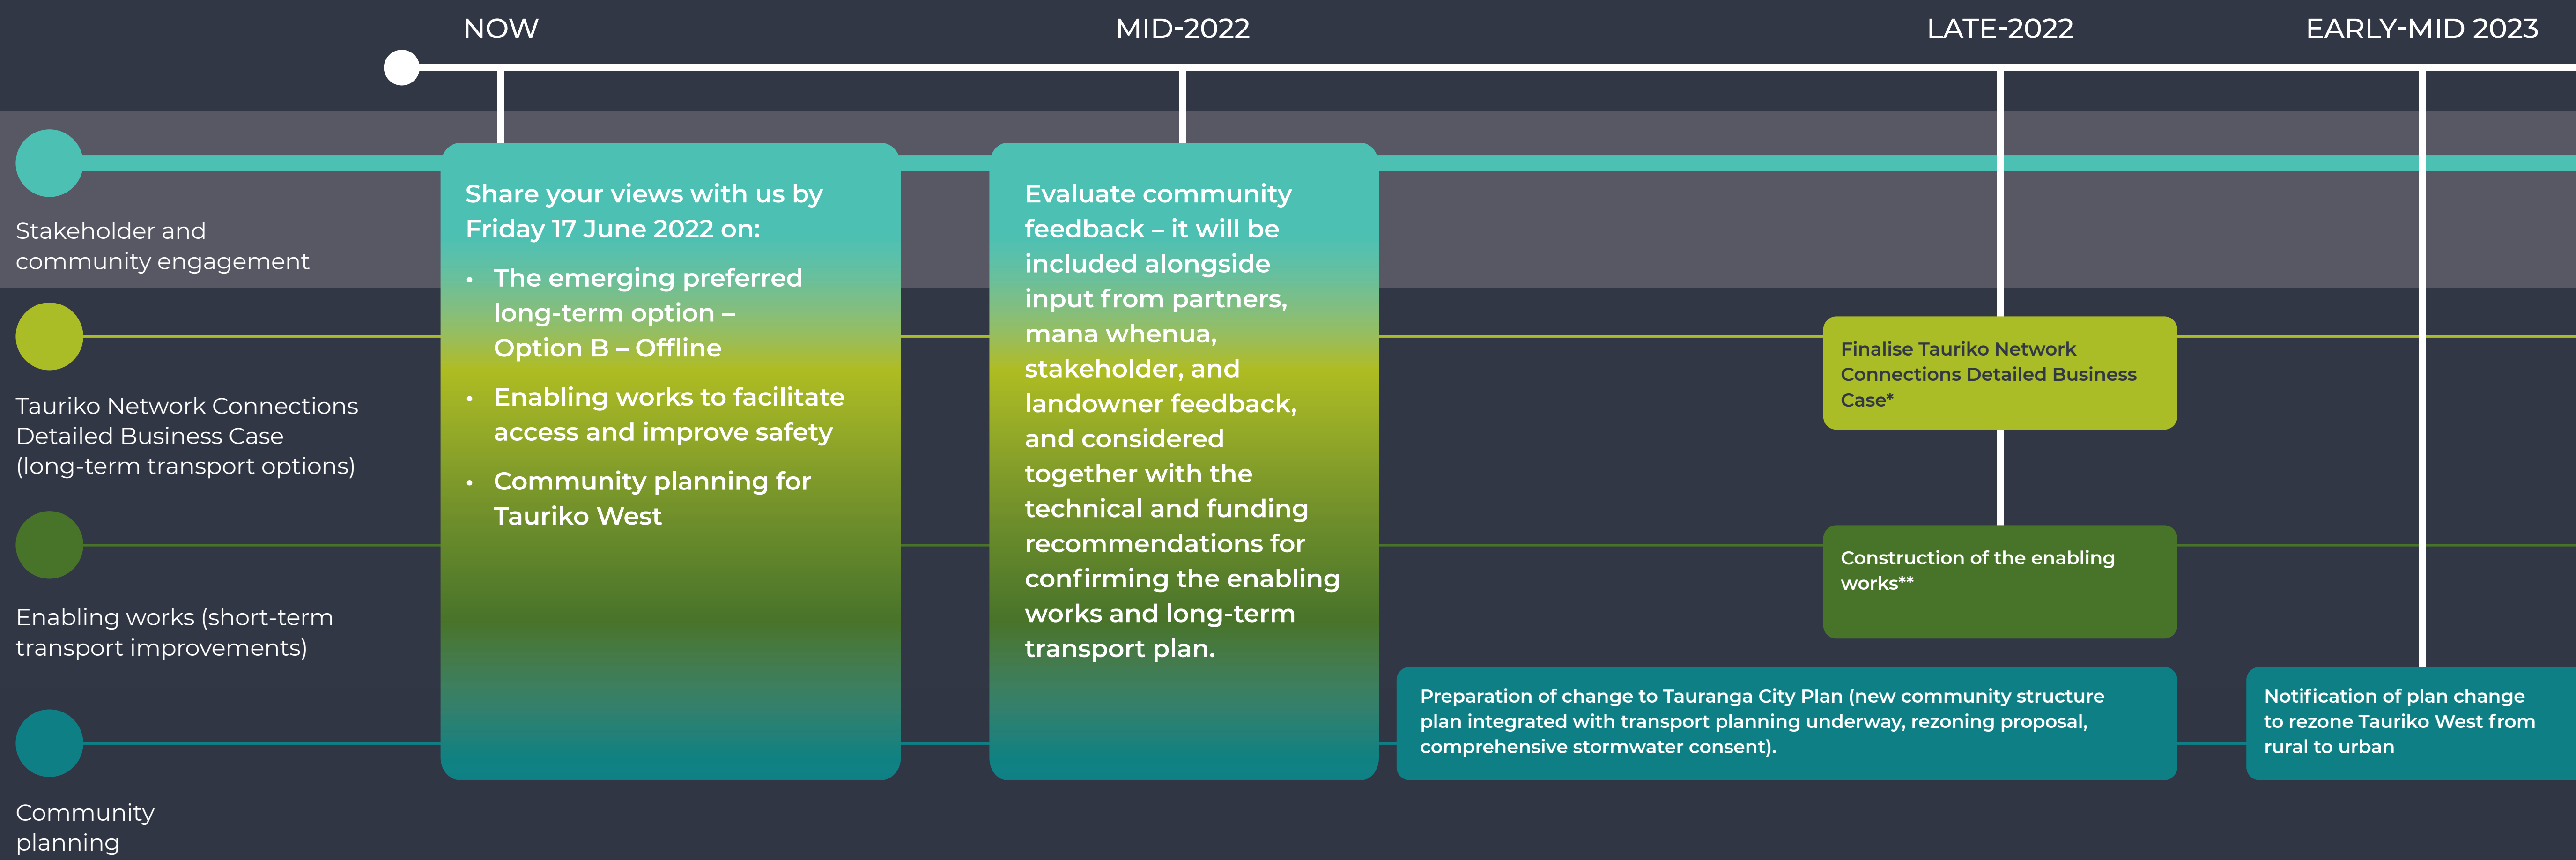 NOW
MID-2022
LATE-2022
EARLY-MID 2023
Stakeholder and
community engagement
Tauriko Network Connections
Detailed Business Case
(long-term transport options)
Enabling works (short-term
transport improvements)
Community
planning
Share your views with us by
Friday 17 June 2022 on:
• The emerging preferred
long-term option –
Option B – Offline
• Enabling works to facilitate
access and improve safety
• Community planning for
Tauriko West
Evaluate community
feedback – it will be
included alongside
input from partners,
mana whenua,
stakeholder, and
landowner feedback,
and considered
together with the
technical and funding
recommendations for
confirming the enabling
works and long-term
transport plan.
Finalise Tauriko Network
Connections Detailed Business
Case*
Construction of the enabling
works**
Preparation of change to Tauranga City Plan (new community structure
plan integrated with transport planning underway, rezoning proposal,
comprehensive stormwater consent).
Notification of plan change
to rezone Tauriko West from
rural to urban